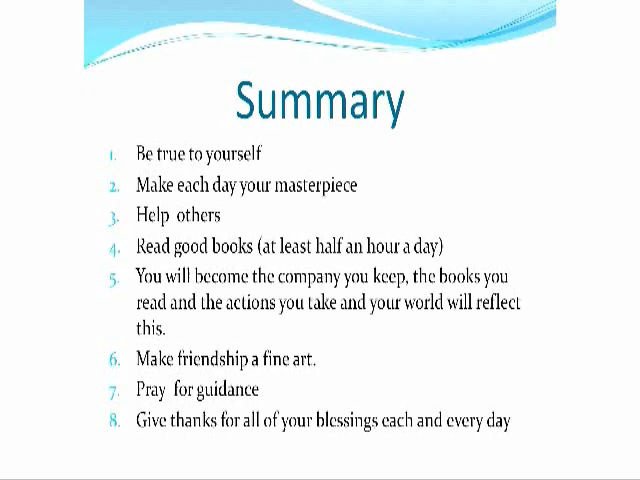 Summary
1. Be true to yourself
2. Make each day your masterpiece
3. Help  others
4. Read good books (at least half an hour a day)
5. You will become the company you keep, the books you
read and the actions you take and your world will reflect
this.
6. Make friendship a fine art.
7. Pray  for guidance
8. Give thanks for all of your blessings each and every day